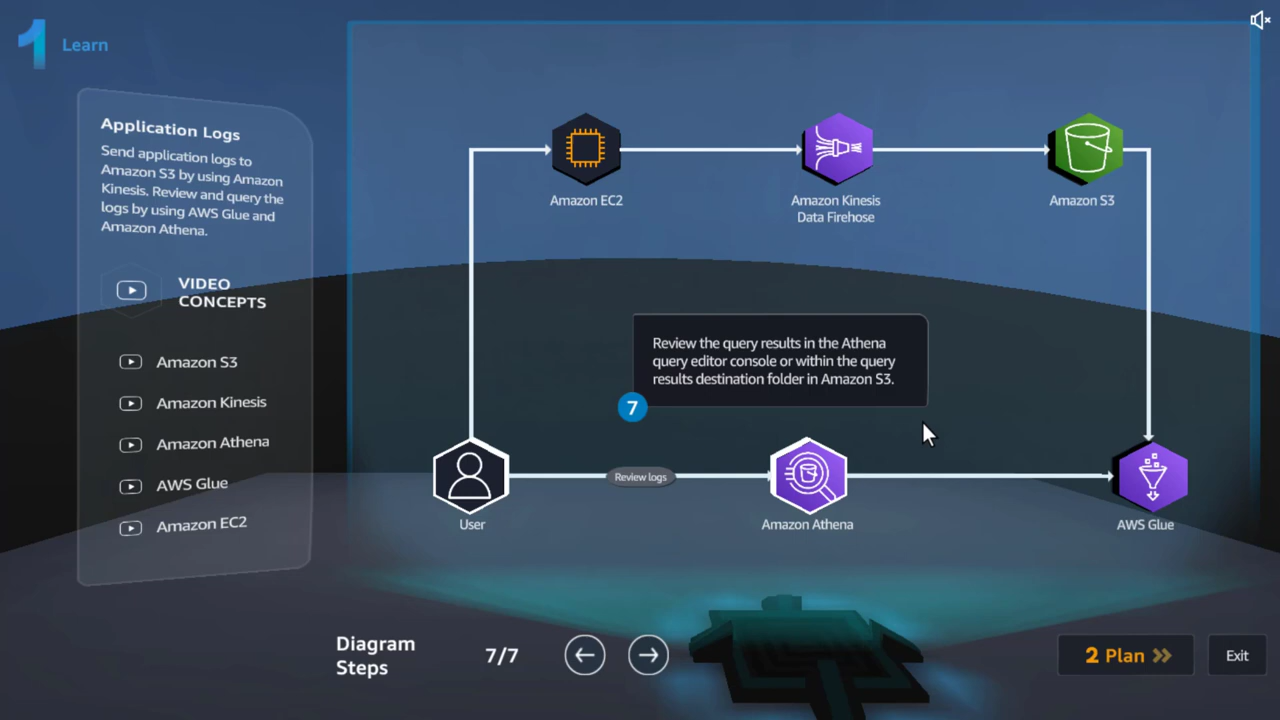 1 Learn
Application Logs
Send application logs to
Amazon S3 by using Amazon
Kinesis. Review and query the
logs by using AWS Glue and
Amazon Athena.
VIDEO
CONCEPTS
Amazon S3
Amazon Kinesis
Amazon Athena
AWS Glue
Amazon EC2
Amazon EC2
Amazon Kinesis
Data Firehose
Amazon S3
Review the query results in the Athena
query editor console or within the query
results destination folder in Amazon S3.
7
Review logs
User
Amazon Athena
AWS Glue
Diagram
Steps
7/7
2 Plan
Exit